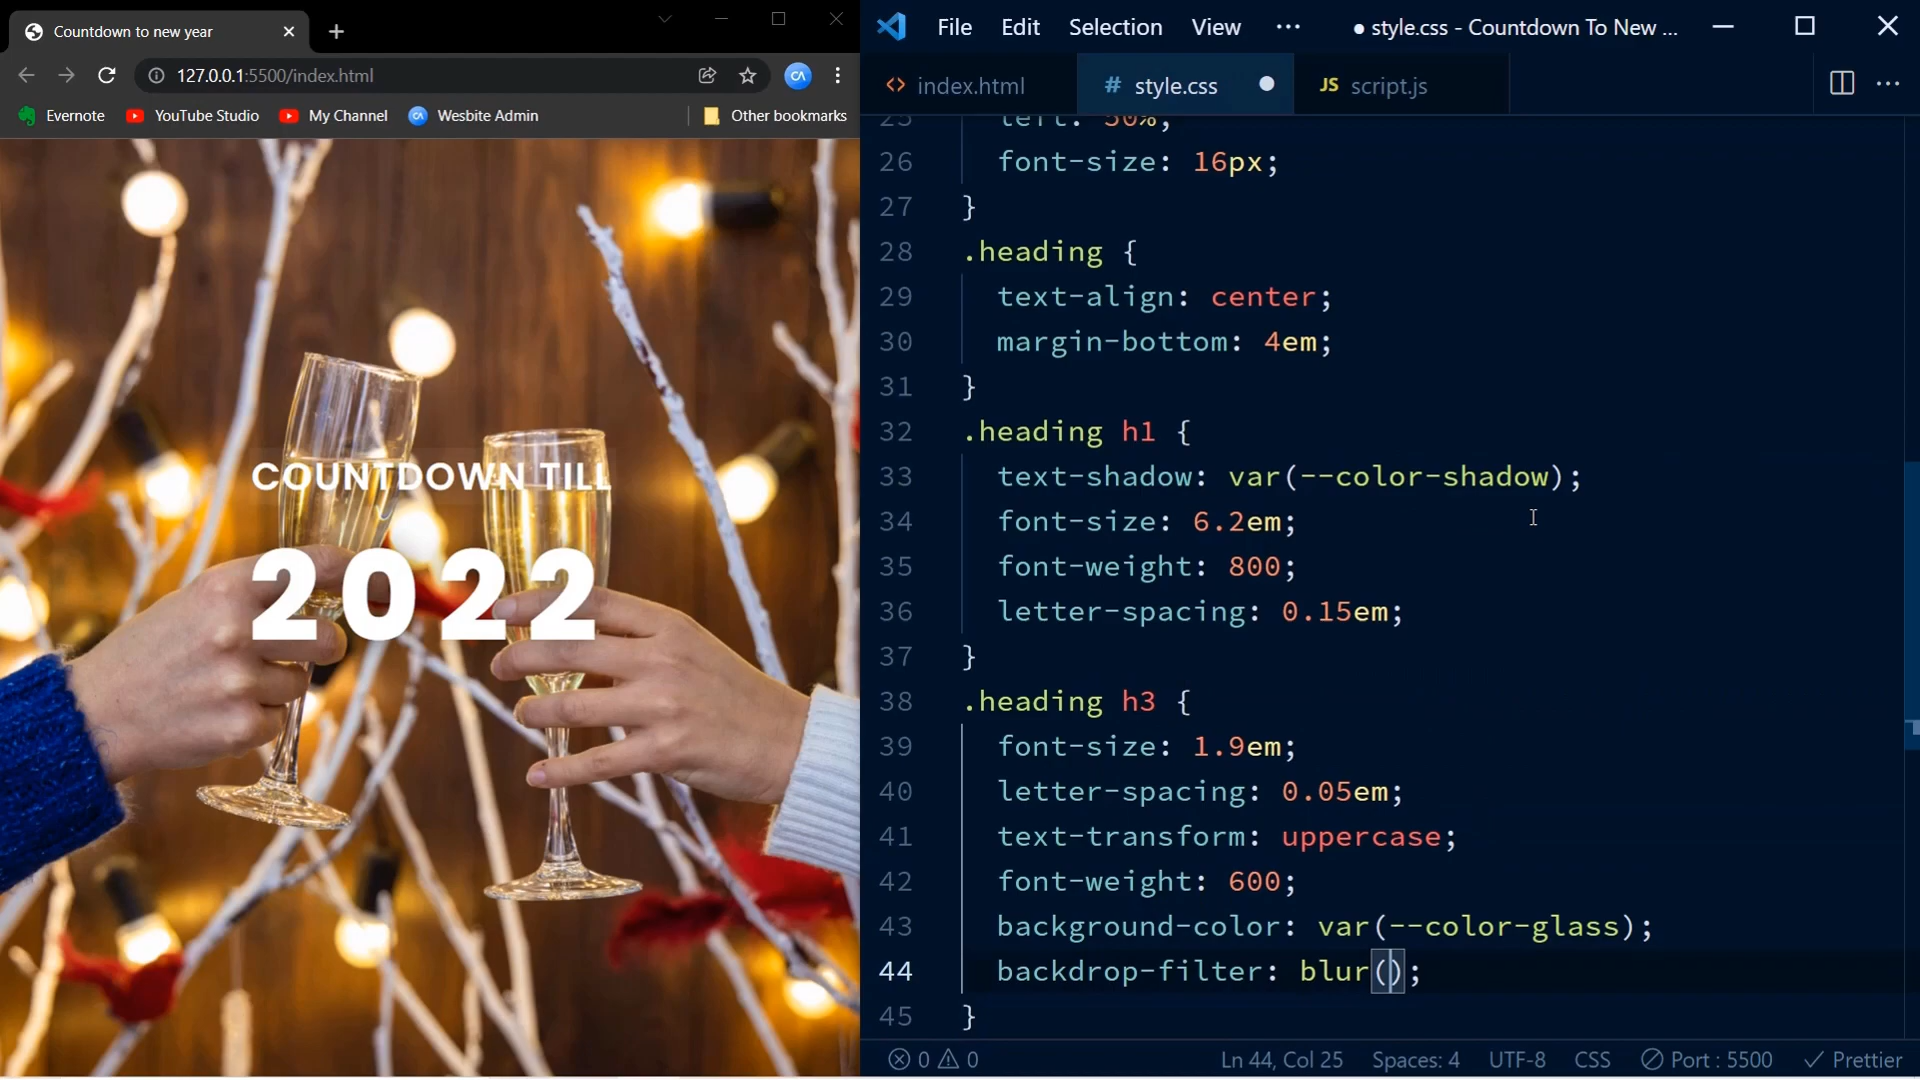 Countdown to new year
127.0.0.1:5500/index.html
Evernote
YouTube Studio
My Channel
CA
Wesbite Admin
Other bookmarks
COUNTDOWN TILL
2022
File Edit Selection View ···
● style.css - Countdown To New ...
<> index.html
# style.css ●
JS script.js
25 left: 50%;
26 font-size: 16px;
27 }
28 .heading {
29 text-align: center;
30 margin-bottom: 4em;
31 }
32 .heading h1 {
33 text-shadow: var(--color-shadow);
34 font-size: 6.2em;
35 font-weight: 800;
36 letter-spacing: 0.15em;
37 }
38 .heading h3 {
39 font-size: 1.9em;
40 letter-spacing: 0.05em;
41 text-transform: uppercase;
42 font-weight: 600;
43 background-color: var(--color-glass);
44 backdrop-filter: blur();
45 }
0 0
Ln 44, Col 25 Spaces: 4 UTF-8 CSS Port : 5500 Prettier